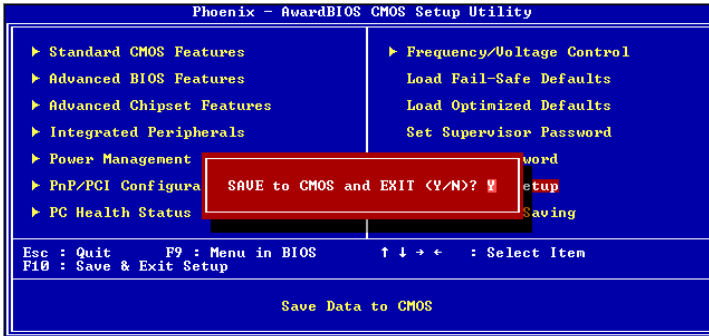 Phoenix - AwardBIOS CMOS Setup Utility
▶ Standard CMOS Features
▶ Advanced BIOS Features
▶ Advanced Chipset Features
▶ Integrated Peripherals
▶ Power Management
▶ PnP/PCI Configura
▶ PC Health Status
▶ Frequency/Voltage Control
Load Fail-Safe Defaults
Load Optimized Defaults
Set Supervisor Password
word
etup
Saving
SAVE to CMOS and EXIT (Y/N)? Y
Esc : Quit F9 : Menu in BIOS ↑ ↓ → ← : Select Item
F10 : Save & Exit Setup
Save Data to CMOS